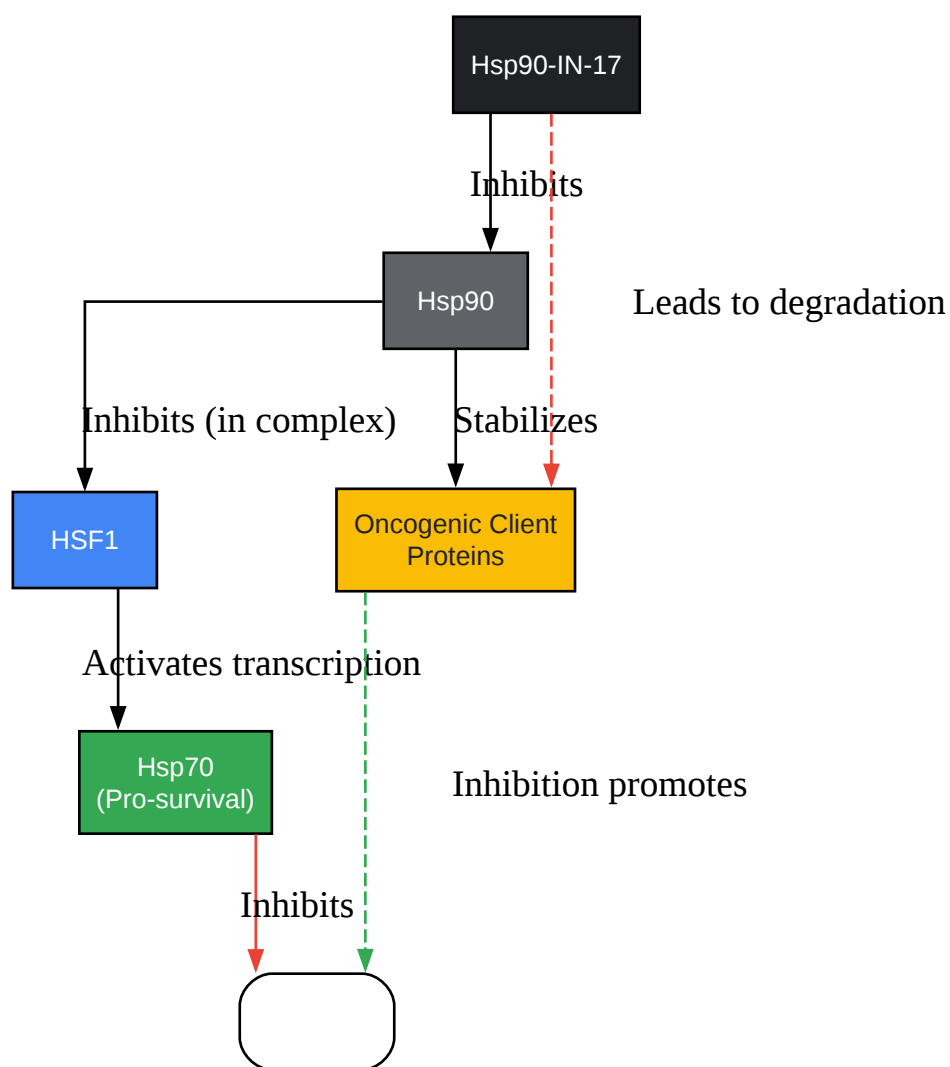 Hsp90-IN-17
Inhibits
Hsp90
Leads to degradation
Inhibits (in complex)
Stabilizes
Oncogenic Client
Proteins
HSF1
Activates transcription
Hsp70
(Pro-survival)
Inhibition promotes
Inhibits